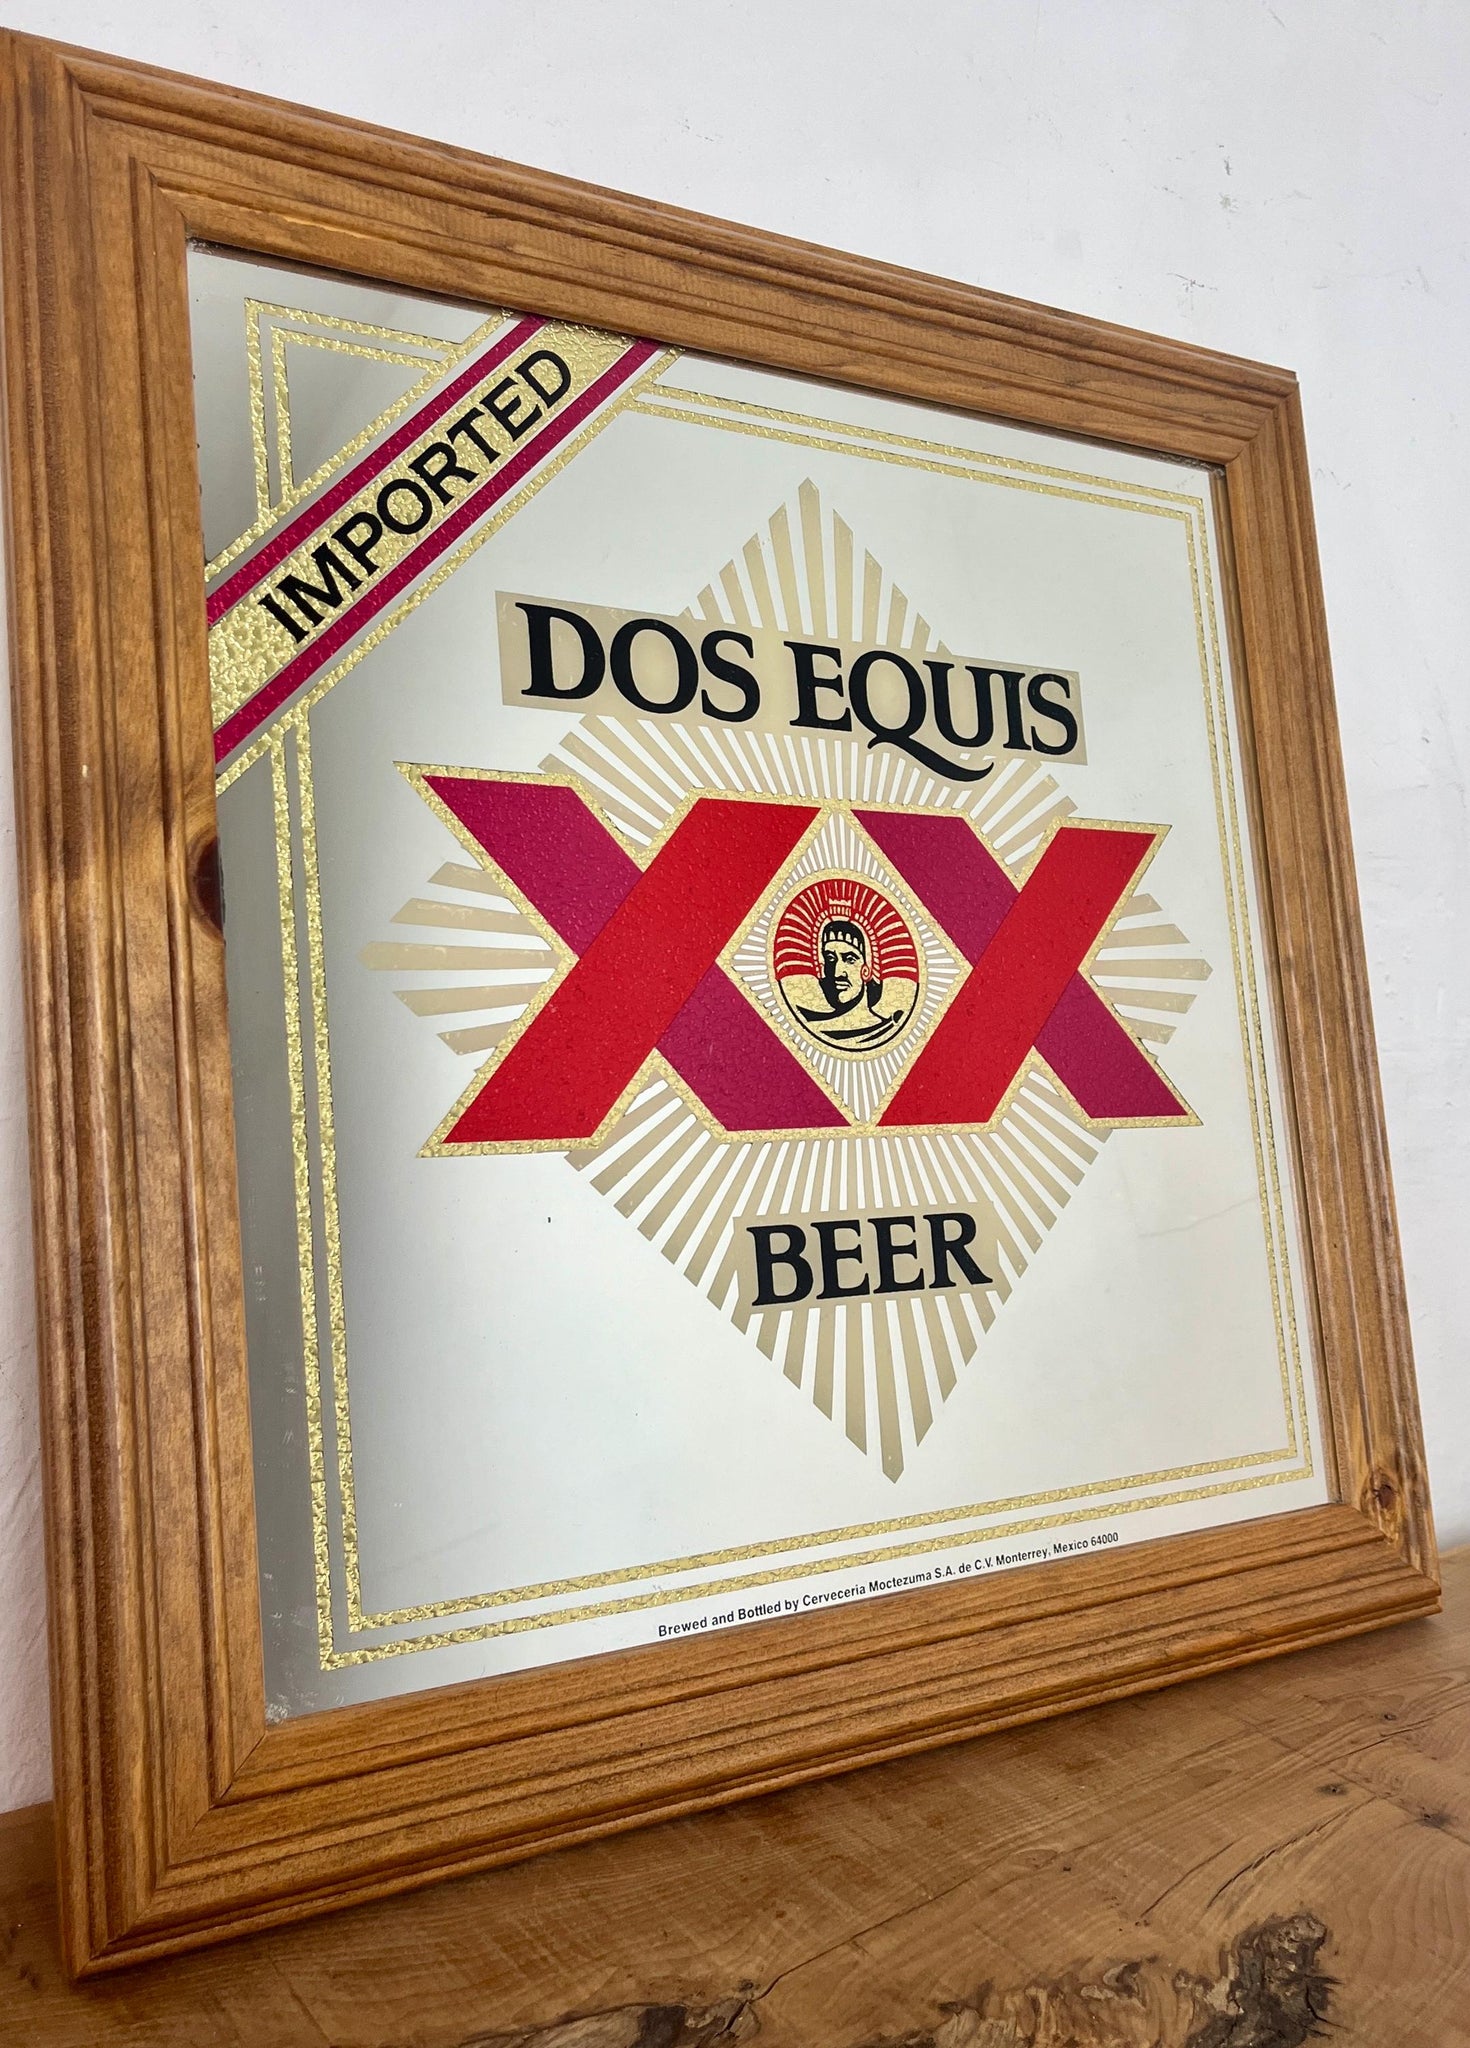 IMPORTED
DOS EQUIS
XX
BEER
Brewed and Bottled by Cerveceria Moctezuma S.A. de C.V. Monterrey, Mexico 64000